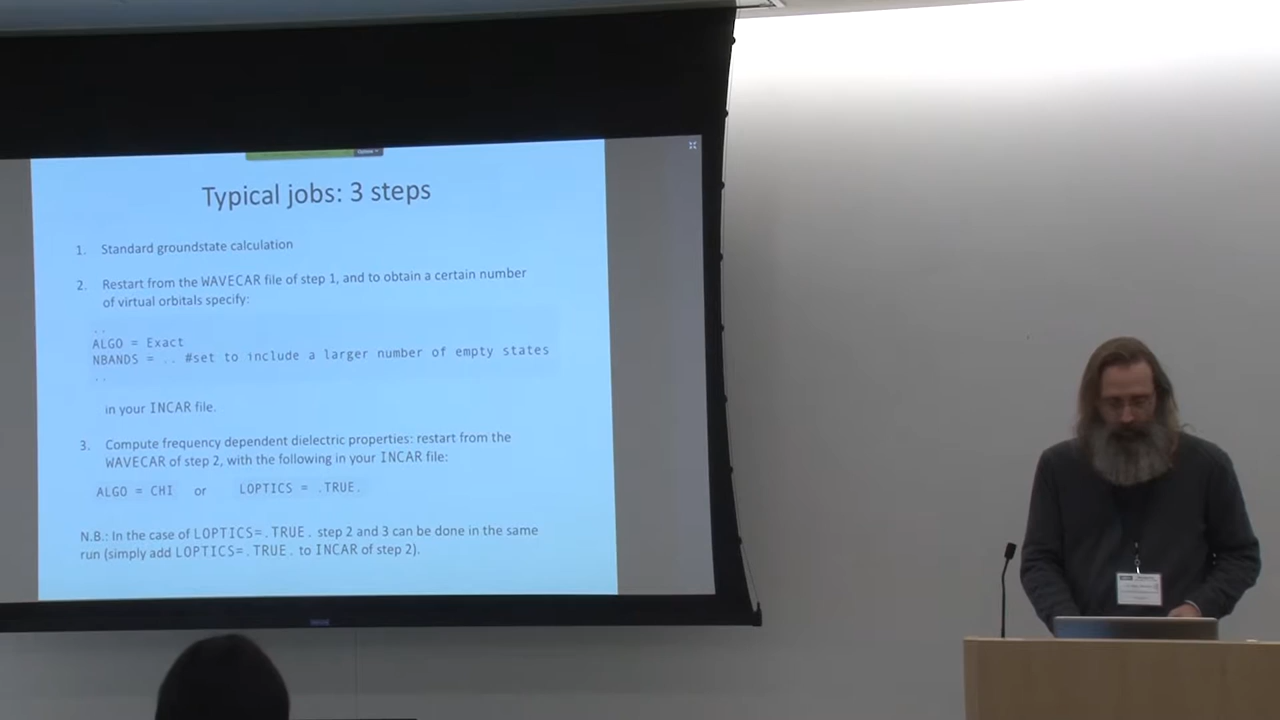 Typical jobs: 3 steps
1. Standard groundstate calculation
2. Restart from the WAVECAR file of step 1, and to obtain a certain number
of virtual orbitals specify:
..
ALGO = Exact
NBANDS = .. #set to include a larger number of empty states
..
in your INCAR file.
3. Compute frequency dependent dielectric properties: restart from the
WAVECAR of step 2, with the following in your INCAR file:
ALGO = CHI or LOPTICS = .TRUE.
N.B.: In the case of LOPTICS=.TRUE. step 2 and 3 can be done in the same
run (simply add LOPTICS=.TRUE. to INCAR of step 2).